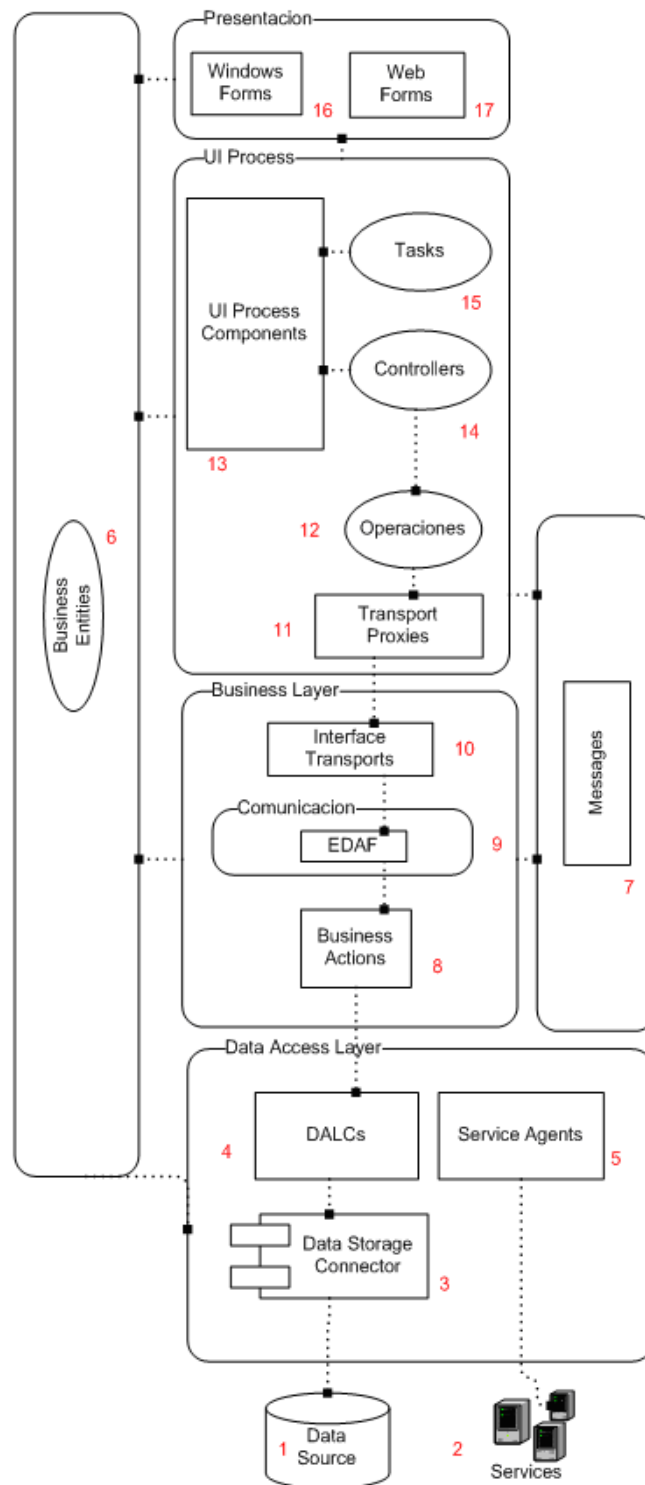 Presentacion
Windows
Forms
16
Web
Forms
17
UI Process
UI Process
Components
13
Tasks
15
Controllers
14
12
Operaciones
11
Transport
Proxies
6
Business
Entities
Messages
7
Business Layer
Interface
Transports
10
Comunicacion
EDAF
9
Business
Actions
8
Data Access Layer
4
DALCs
Service Agents
5
Data Storage
Connector
3
1
Data
Source
2
Services